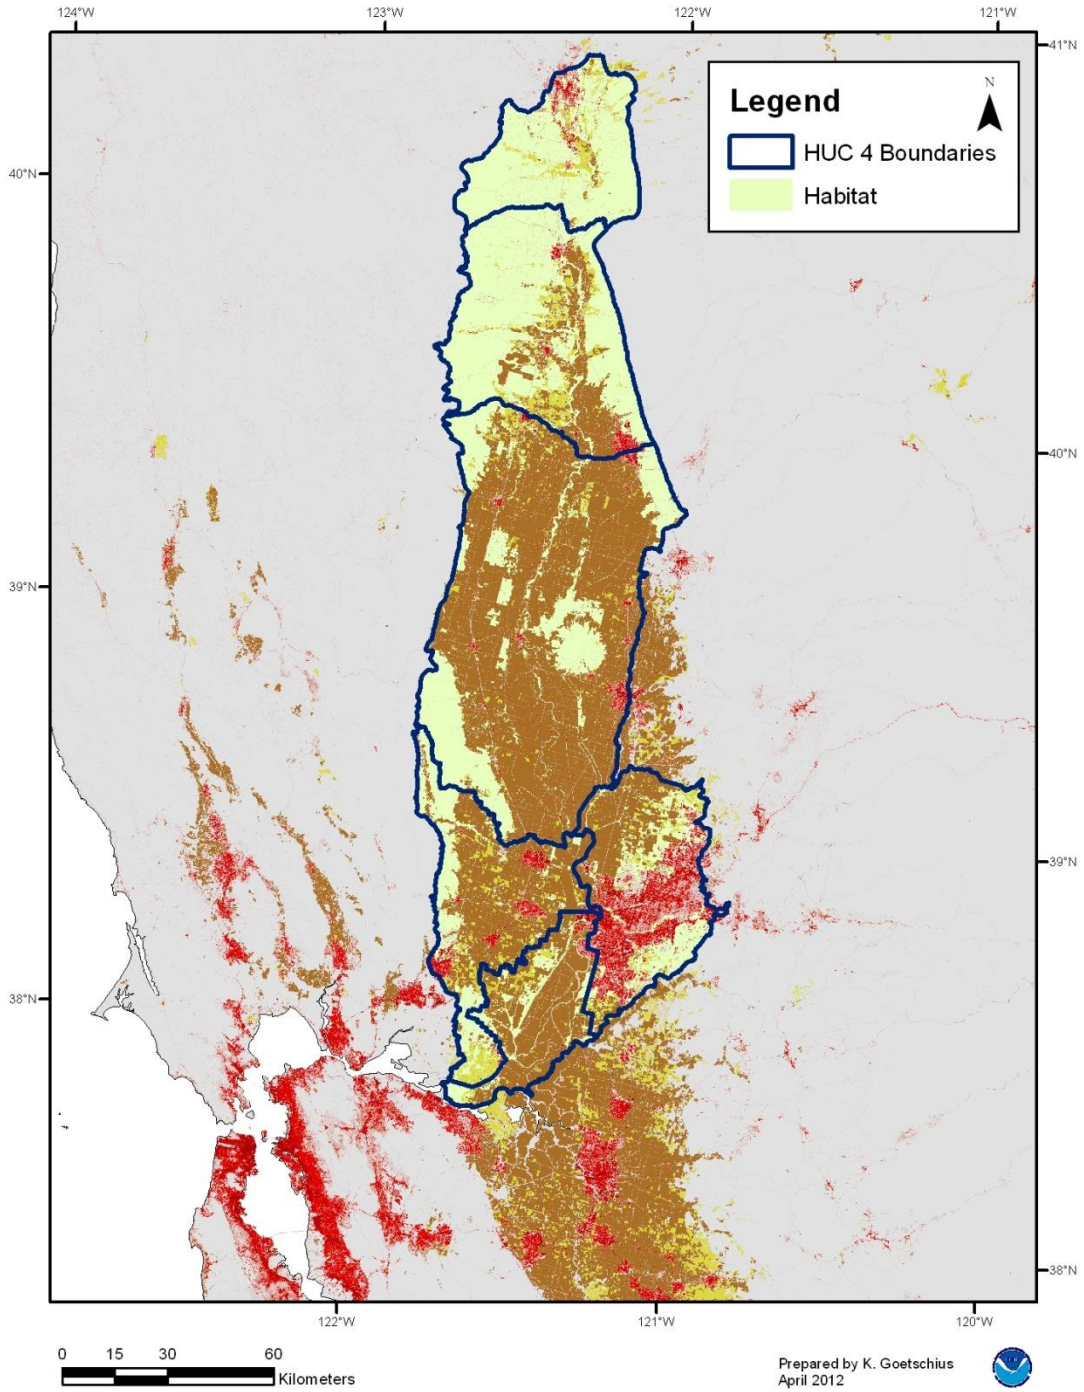 124°W
123°W
122°W
121°W
41°N
40°N
40°N
39°N
39°N
38°N
38°N
Legend
N
HUC 4 Boundaries
Habitat
122°W
121°W
120°W
0 15 30 60
Kilometers
Prepared by K. Goetschius
April 2012